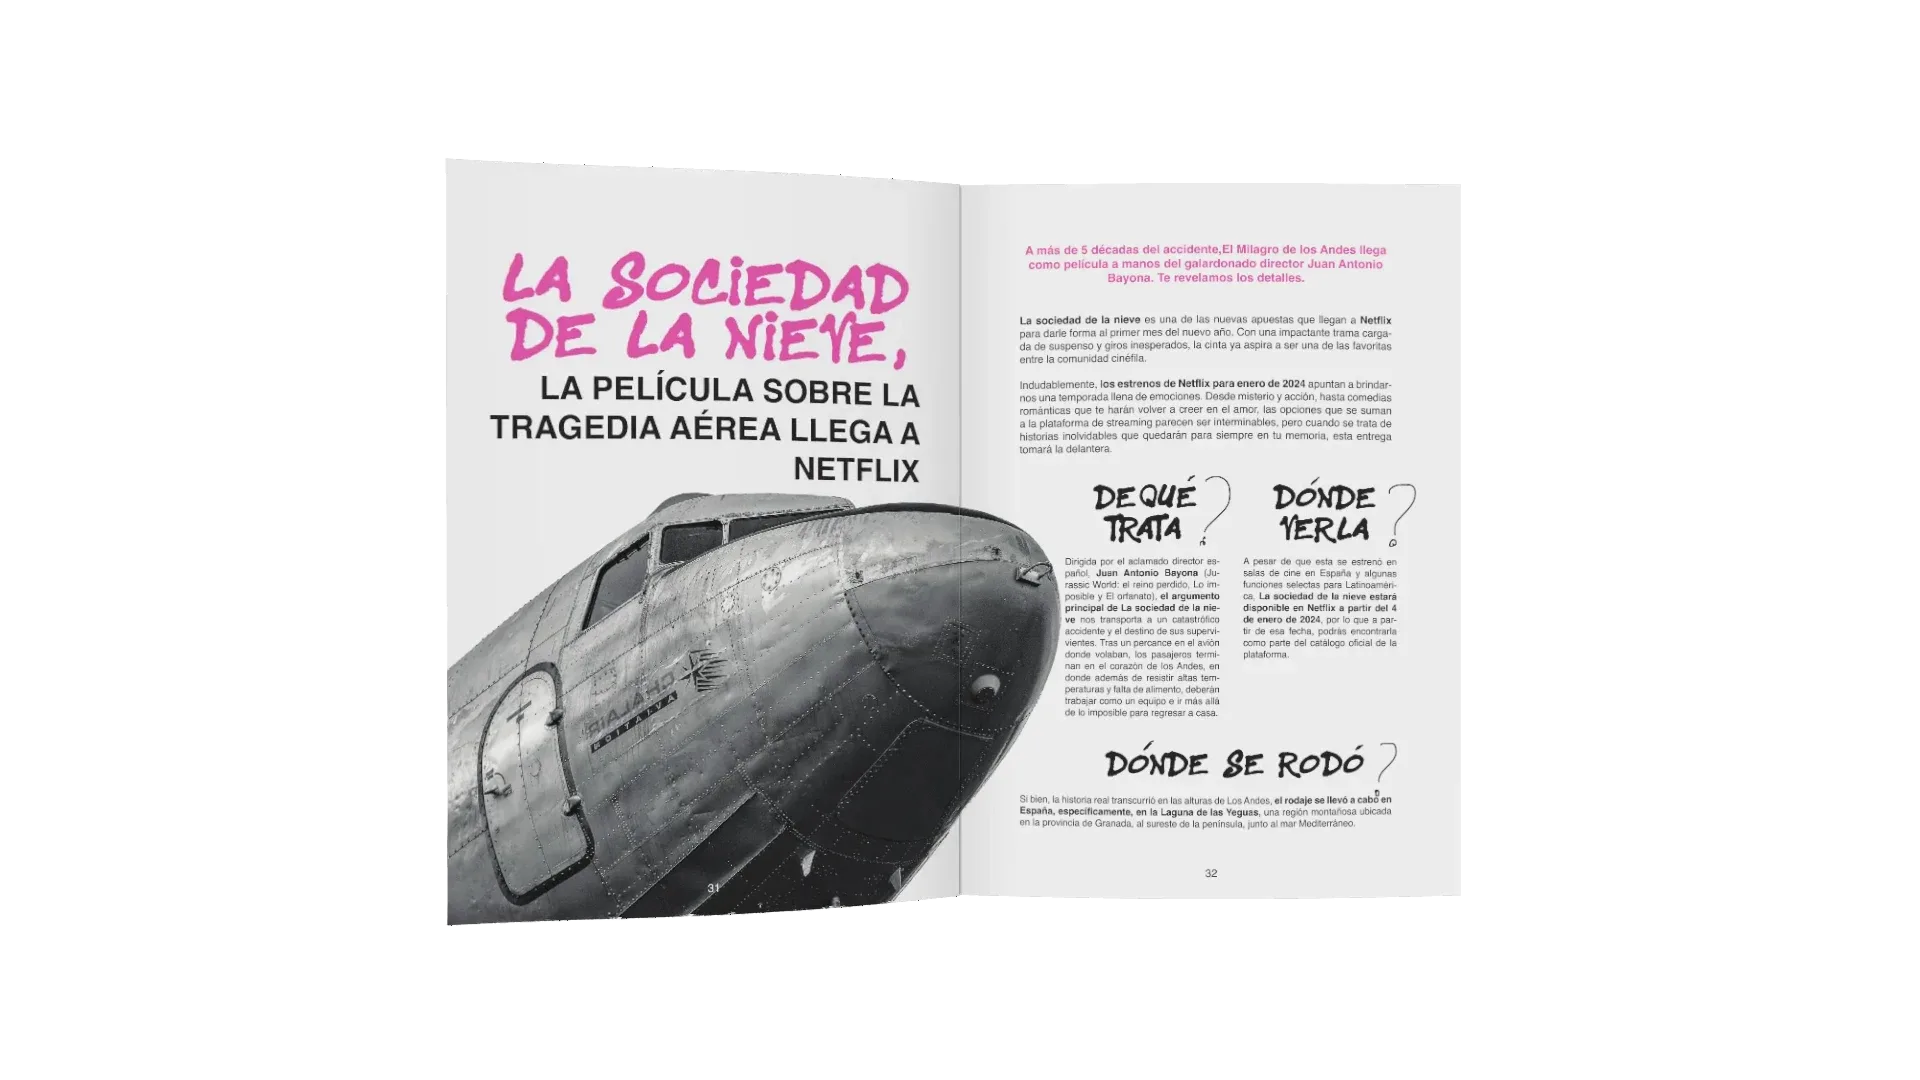 LA SOCIEDAD
DE LA NIEVE,
LA PELÍCULA SOBRE LA
TRAGEDIA AÉREA LLEGA A
NETFLIX
CHALAIR
AVIATION
31
A más de 5 décadas del accidente,El Milagro de los Andes llega
como película a manos del galardonado director Juan Antonio
Bayona. Te revelamos los detalles.
La sociedad de la nieve es una de las nuevas apuestas que llegan a Netflix
para darle forma al primer mes del nuevo año. Con una impactante trama carga-
da de suspenso y giros inesperados, la cinta ya aspira a ser una de las favoritas
entre la comunidad cinéfila.
Indudablemente, los estrenos de Netflix para enero de 2024 apuntan a brindar-
nos una temporada llena de emociones. Desde misterio y acción, hasta comedias
románticas que te harán volver a creer en el amor, las opciones que se suman
a la plataforma de streaming parecen ser interminables, pero cuando se trata de
historias inolvidables que quedarán para siempre en tu memoria, esta entrega
tomará la delantera.
DE QUÉ
TRATA ?
Dirigida por el aclamado director es-
pañol, Juan Antonio Bayona (Ju-
rassic World: el reino perdido, Lo im-
posible y El orfanato), el argumento
principal de La sociedad de la nie-
ve nos transporta a un catastrófico
accidente y el destino de sus supervi-
vientes. Tras un percance en el avión
donde volaban, los pasajeros termi-
nan en el corazón de los Andes, en
donde además de resistir altas tem-
peraturas y falta de alimento, deberán
trabajar como un equipo e ir más allá
de lo imposible para regresar a casa.
DÓNDE
VERLA ?
A pesar de que esta se estrenó en
salas de cine en España y algunas
funciones selectas para Latinoaméri-
ca, La sociedad de la nieve estará
disponible en Netflix a partir del 4
de enero de 2024, por lo que a par-
tir de esa fecha, podrás encontrarla
como parte del catálogo oficial de la
plataforma.
DÓNDE SE RODÓ ?
Si bien, la historia real transcurrió en las alturas de Los Andes, el rodaje se llevó a cabo en
España, específicamente, en la Laguna de las Yeguas, una región montañosa ubicada
en la provincia de Granada, al sureste de la península, junto al mar Mediterráneo.
32